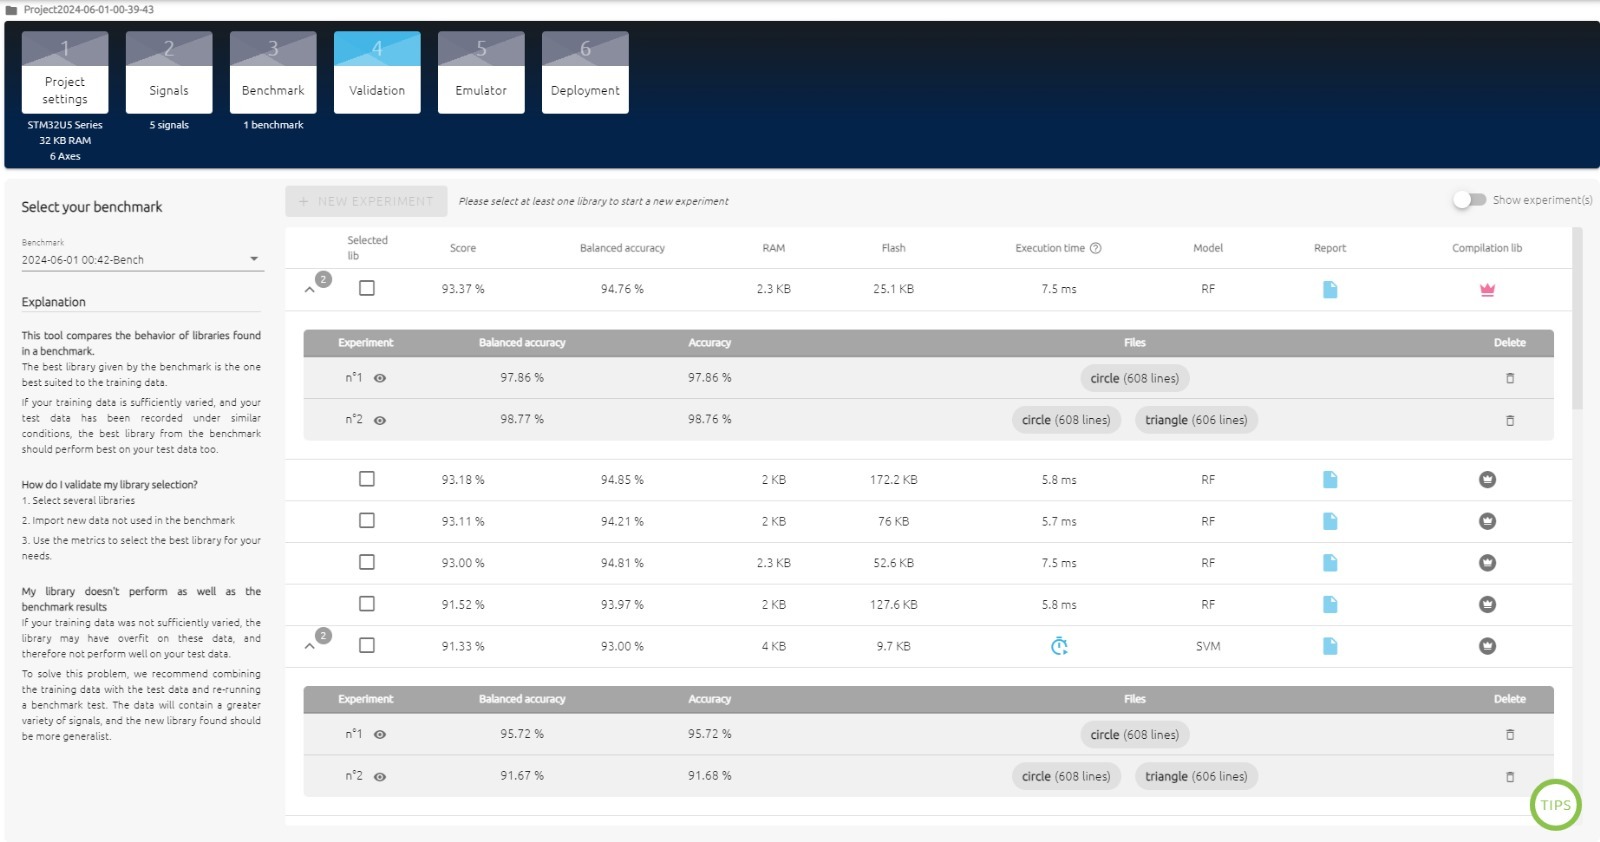 Project2024-06-01-00-39-43
1
Project
settings
STM32U5 Series
32 KB RAM
6 Axes
2
Signals
5 signals
3
Benchmark
1 benchmark
4
Validation
5
Emulator
6
Deployment
Select your benchmark
Benchmark
2024-06-01 00:42-Bench
Explanation
This tool compares the behavior of libraries found
in a benchmark.
The best library given by the benchmark is the one
best suited to the training data.
If your training data is sufficiently varied, and your
test data has been recorded under similar
conditions, the best library from the benchmark
should perform best on your test data too.
How do I validate my library selection?
1. Select several libraries
2. Import new data not used in the benchmark
3. Use the metrics to select the best library for your
needs.
My library doesn't perform as well as the
benchmark results
If your training data was not sufficiently varied, the
library may have overfit on these data, and
therefore not perform well on your test data.
To solve this problem, we recommend combining
the training data with the test data and re-running
a benchmark test. The data will contain a greater
variety of signals, and the new library found should
be more generalist.
+ NEW EXPERIMENT Please select at least one library to start a new experiment
Show experiment(s)
Selected
lib
Score Balanced accuracy RAM Flash Execution time ? Model Report Compilation lib
2 93.37 % 94.76 % 2.3 KB 25.1 KB 7.5 ms RF
Experiment Balanced accuracy Accuracy Files Delete
n°1 97.86 % 97.86 % circle (608 lines)
n°2 98.77 % 98.76 % circle (608 lines) triangle (606 lines)
93.18 % 94.85 % 2 KB 172.2 KB 5.8 ms RF
93.11 % 94.21 % 2 KB 76 KB 5.7 ms RF
93.00 % 94.81 % 2.3 KB 52.6 KB 7.5 ms RF
91.52 % 93.97 % 2 KB 127.6 KB 5.8 ms RF
2 91.33 % 93.00 % 4 KB 9.7 KB SVM
Experiment Balanced accuracy Accuracy Files Delete
n°1 95.72 % 95.72 % circle (608 lines)
n°2 91.67 % 91.68 % circle (608 lines) triangle (606 lines)
TIPS